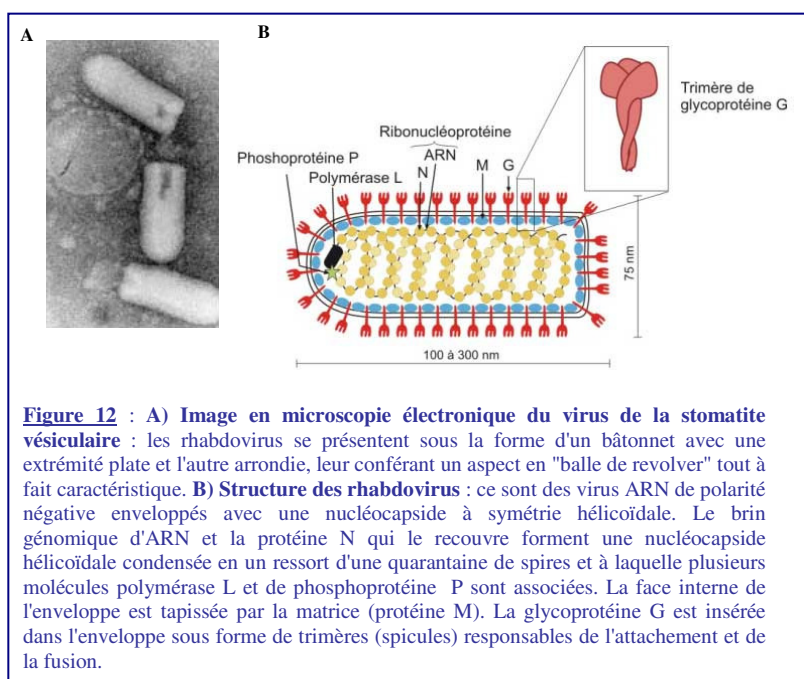 A
B
Trimère de
glycoprotéine G
Ribonucléoprotéine
ARN
Phoshoprotéine P
Polymérase L
N
M
G
75 nm
100 à 300 nm
Figure 12 : A) Image en microscopie électronique du virus de la stomatite
vésiculaire : les rhabdovirus se présentent sous la forme d'un bâtonnet avec une
extrémité plate et l'autre arrondie, leur conférant un aspect en "balle de revolver" tout à
fait caractéristique. B) Structure des rhabdovirus : ce sont des virus ARN de polarité
négative enveloppés avec une nucléocapside à symétrie hélicoïdale. Le brin
génomique d'ARN et la protéine N qui le recouvre forment une nucléocapside
hélicoïdale condensée en un ressort d'une quarantaine de spires et à laquelle plusieurs
molécules polymérase L et de phosphoprotéine P sont associées. La face interne de
l'enveloppe est tapissée par la matrice (protéine M). La glycoprotéine G est insérée
dans l'enveloppe sous forme de trimères (spicules) responsables de l'attachement et de
la fusion.